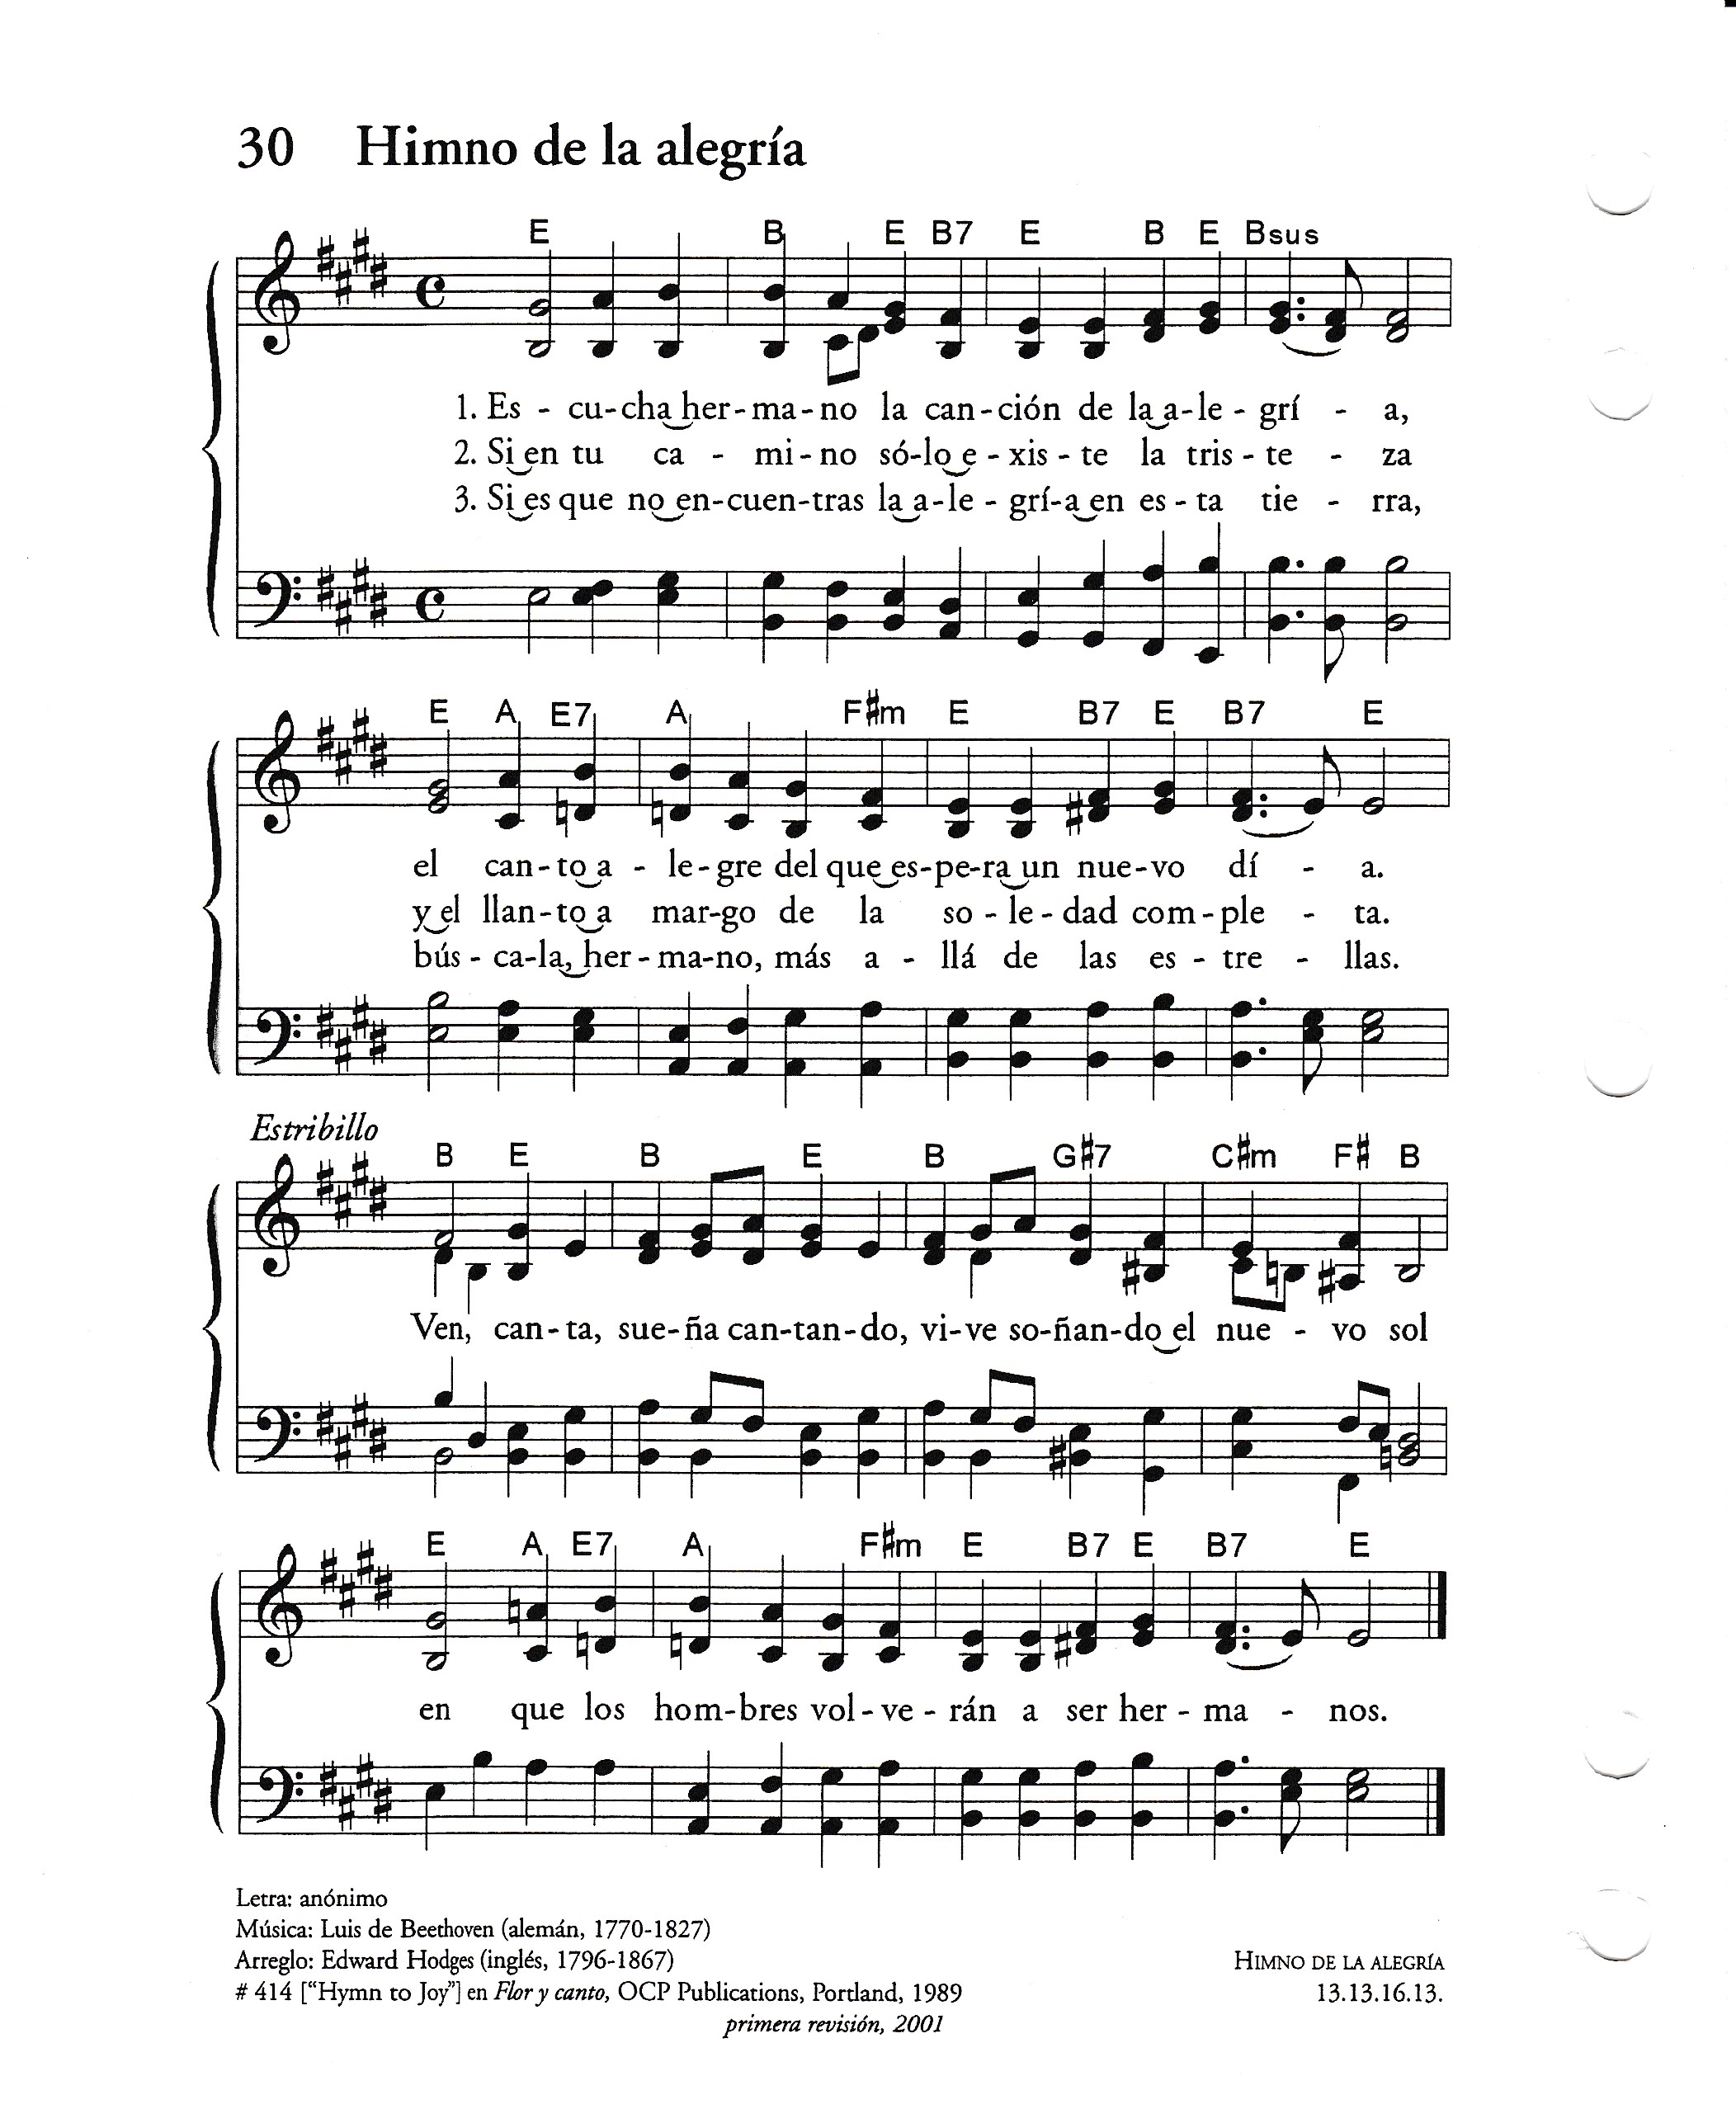 30 Himno de la alegría
E B E B7 E B E Bsus
1. Es - cu-cha her-ma-no la can-ción de la a-le - grí - a,
2. Si en tu ca - mi-no só-lo e - xis - te la tris - te - za
3. Si es que no en-cuen-tras la a-le - grí-a en es - ta tie - rra,
E A E7 A F#m E B7 E B7 E
el can-to a - le-gre del que es-pe-ra un nue-vo dí - a.
y el llan-to a mar-go de la so - le - dad com-ple - ta.
bús - ca-la, her - ma-no, más a - llá de las es - tre - llas.
Estribillo
B E B E B G#7 C#m F# B
Ven, can-ta, sue-ña can-tan-do, vi-ve so-ñan-do el nue - vo sol
E A E7 A F#m E B7 E B7 E
en que los hom-bres vol-ve - rán a ser her - ma - nos.
Letra: anónimo
Música: Luis de Beethoven (alemán, 1770-1827)
Arreglo: Edward Hodges (inglés, 1796-1867)
# 414 ["Hymn to Joy"] en Flor y canto, OCP Publications, Portland, 1989
primera revisión, 2001
HIMNO DE LA ALEGRÍA
13.13.16.13.